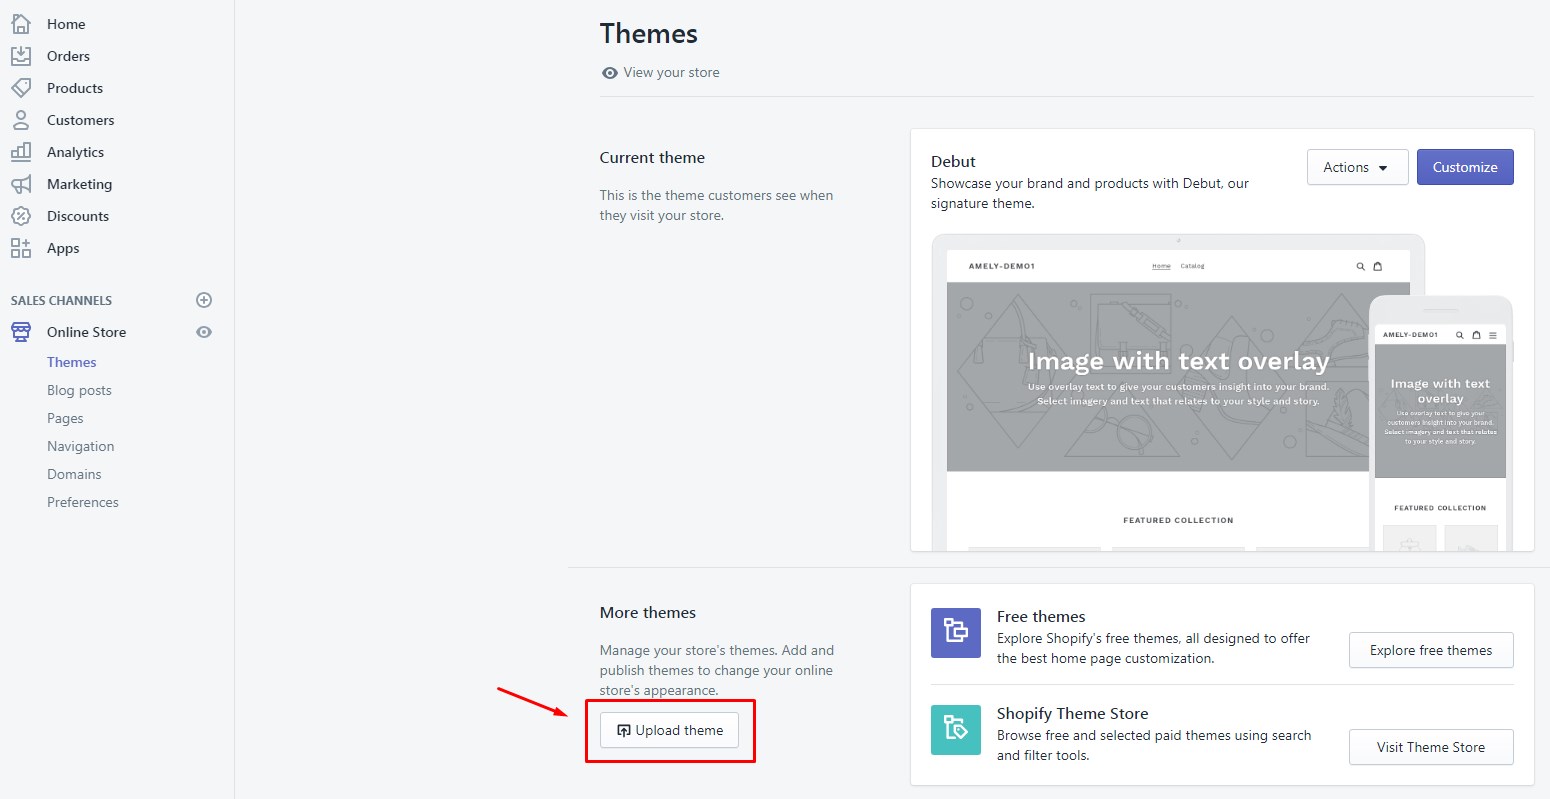 Home
Orders
Products
Customers
Analytics
Marketing
Discounts
Apps
SALES CHANNELS
Online Store
Themes
Blog posts
Pages
Navigation
Domains
Preferences
Themes
View your store
Current theme
This is the theme customers see when
they visit your store.
Debut
Showcase your brand and products with Debut, our
signature theme.
Actions
Customize
AMELY-DEMO1
Home Catalog
Image with text overlay
Use overlay text to give your customers insight into your brand.
Select imagery and text that relates to your style and story.
FEATURED COLLECTION
AMELY-DEMO1
Image with text
overlay
Use overlay text to give your
customers insight into your brand.
Select imagery and text that relates
to your style and story.
FEATURED COLLECTION
More themes
Manage your store's themes. Add and
publish themes to change your online
store's appearance.
Upload theme
Free themes
Explore Shopify's free themes, all designed to offer
the best home page customization.
Explore free themes
Shopify Theme Store
Browse free and selected paid themes using search
and filter tools.
Visit Theme Store